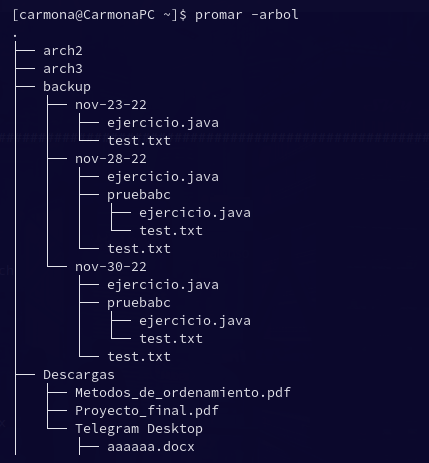 [carmona@CarmonaPC ~]$ promar -arbol
.
├── arch2
├── arch3
├── backup
│   ├── nov-23-22
│   │   ├── ejercicio.java
│   │   └── test.txt
│   ├── nov-28-22
│   │   ├── ejercicio.java
│   │   ├── pruebabc
│   │   │   ├── ejercicio.java
│   │   │   └── test.txt
│   │   └── test.txt
│   └── nov-30-22
│       ├── ejercicio.java
│       ├── pruebabc
│       │   ├── ejercicio.java
│       │   └── test.txt
│       └── test.txt
├── Descargas
│   ├── Metodos_de_ordenamiento.pdf
│   ├── Proyecto_final.pdf
│   └── Telegram Desktop
│       ├── aaaaaa.docx